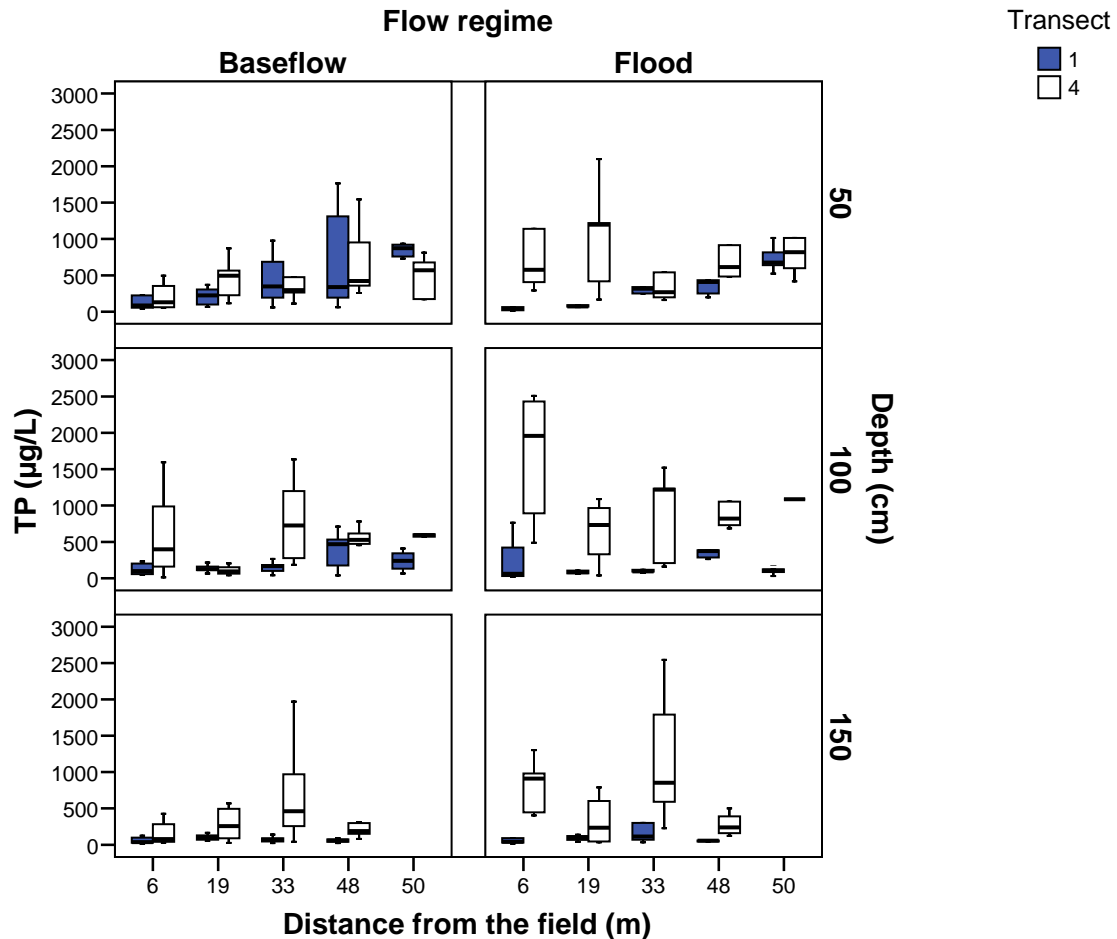 Flow regime
Transect
1
4
Baseflow
Flood
3000
2500
2000
1500
1000
500
0
50
3000
2500
2000
1500
1000
500
0
100
3000
2500
2000
1500
1000
500
0
150
TP (µg/L)
Depth (cm)
6 19 33 48 50
6 19 33 48 50
Distance from the field (m)